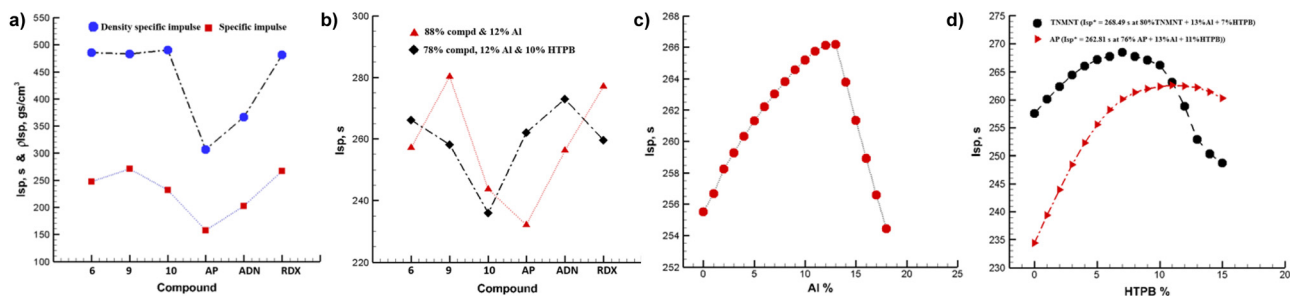 a)
Density specific impulse
Specific impulse
Isp, s & ρIsp, gs/cm³
550
500
450
400
350
300
250
200
150
100
6 9 10 AP ADN RDX
Compound
b)
88% compd & 12% Al
78% compd, 12% Al & 10% HTPB
Isp, s
300
280
260
240
220
6 9 10 AP ADN RDX
Compound
c)
Isp, s
268
266
264
262
260
258
256
254
252
0 5 10 15 20 25
Al %
d)
TNMNT (Isp* = 268.49 s at 80%TNMNT + 13%Al + 7%HTPB)
AP (Isp* = 262.81 s at 76% AP + 13%Al + 11%HTPB))
Isp, s
275
270
265
260
255
250
245
240
235
230
0 5 10 15 20
HTPB %